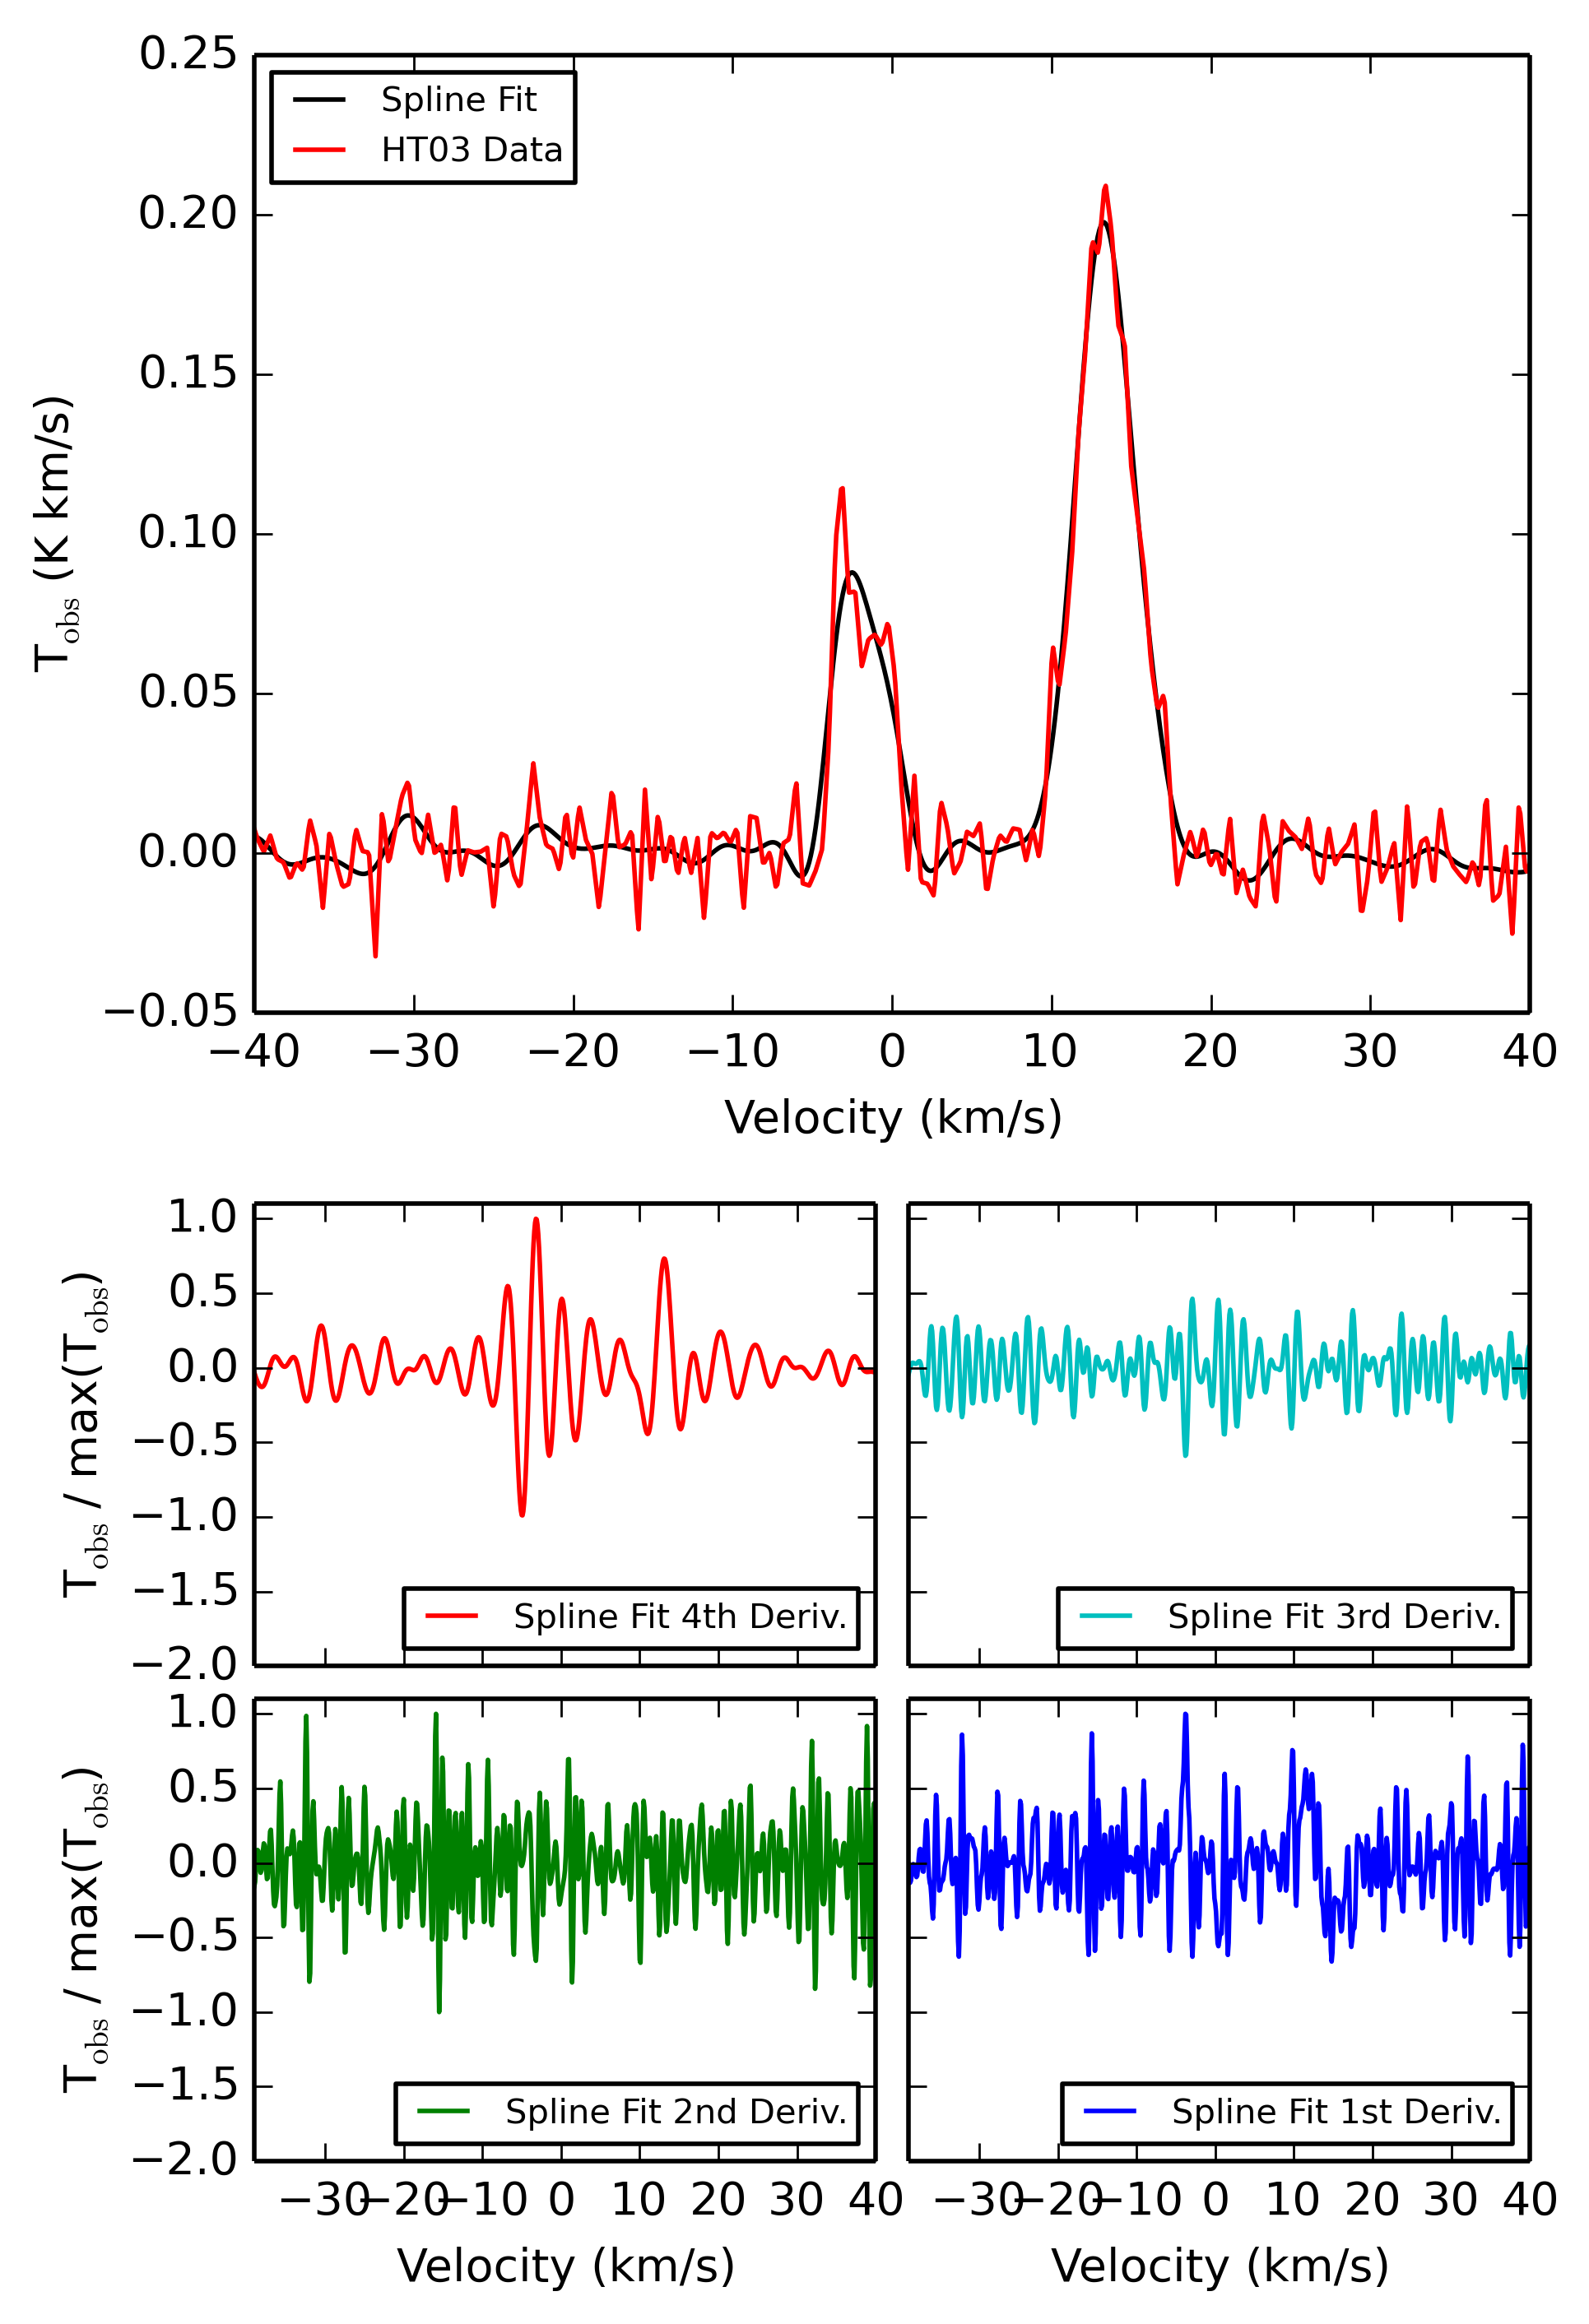 0.25
Spline Fit
HT03 Data
0.20
0.15
0.10
0.05
0.00
−0.05
T_obs (K km/s)
−40 −30 −20 −10 0 10 20 30 40
Velocity (km/s)
1.0
0.5
0.0
−0.5
−1.0
−1.5
−2.0
T_obs / max(T_obs)
Spline Fit 4th Deriv.
Spline Fit 3rd Deriv.
1.0
0.5
0.0
−0.5
−1.0
−1.5
−2.0
T_obs / max(T_obs)
Spline Fit 2nd Deriv.
Spline Fit 1st Deriv.
−30 −20 −10 0 10 20 30 40
−30 −20 −10 0 10 20 30 40
Velocity (km/s)
Velocity (km/s)